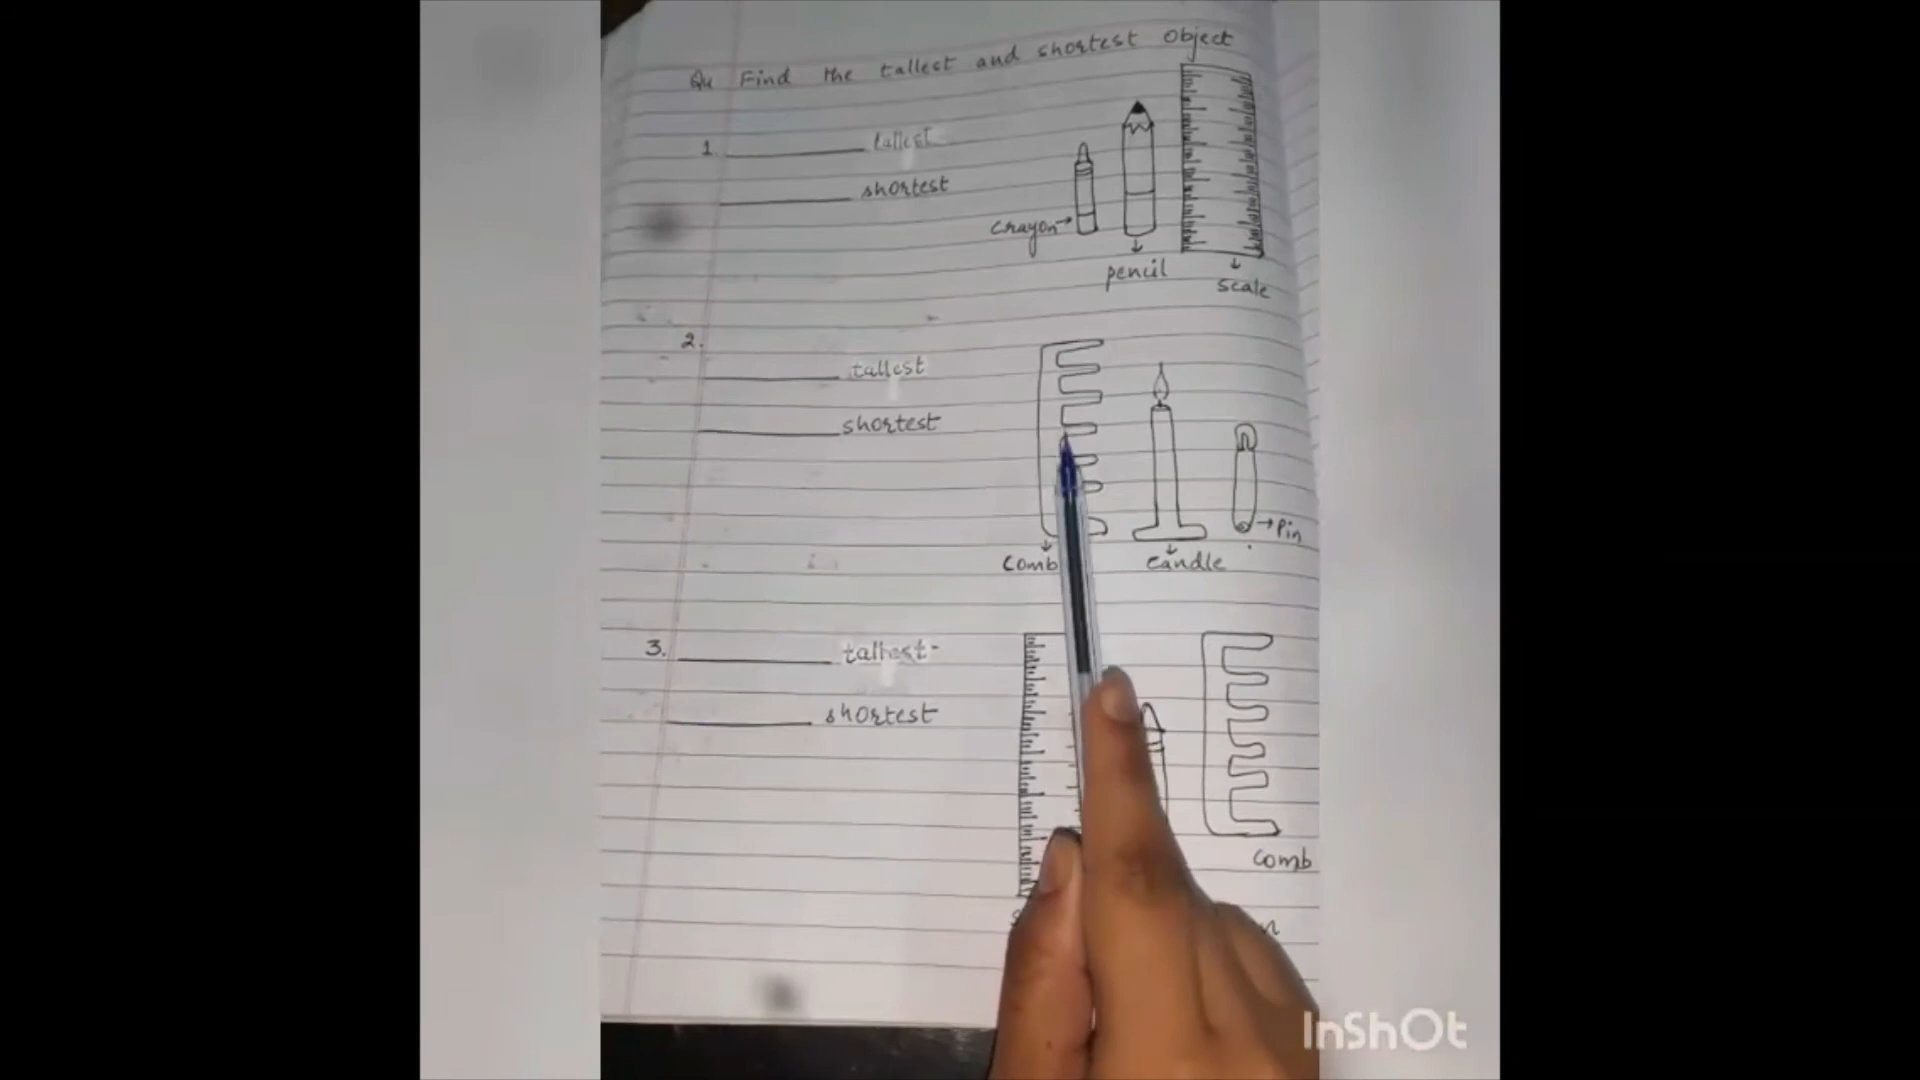 Qu Find the tallest and shortest Object
1. tallest
shortest
Crayon
pencil
Scale
2.
tallest
shortest
Comb
Candle
Pin
3. tallest
shortest
Comb
InShOt